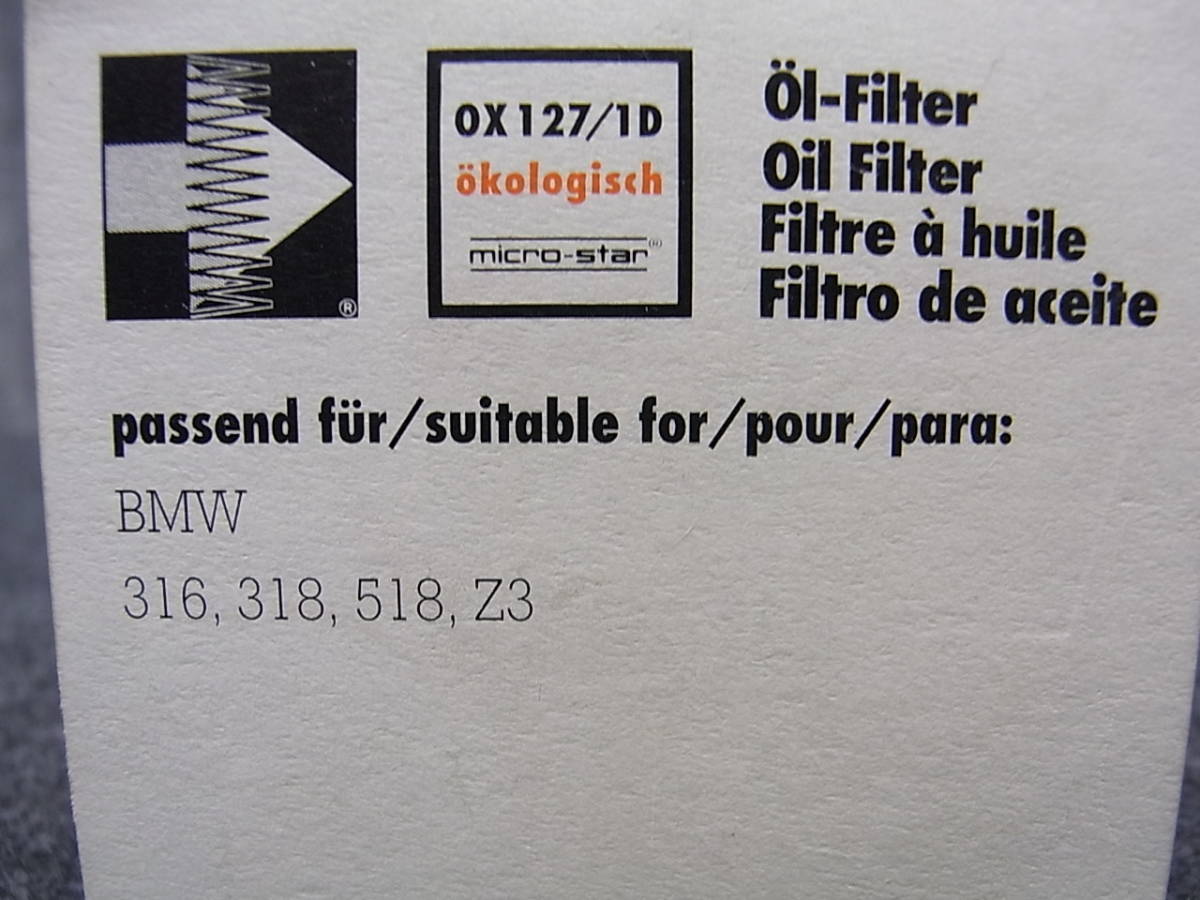 ®
OX 127/1D
ökologisch
micro-star®
Öl-Filter
Oil Filter
Filtre à huile
Filtro de aceite
passend für/suitable for/pour/para:
BMW
316, 318, 518, Z3